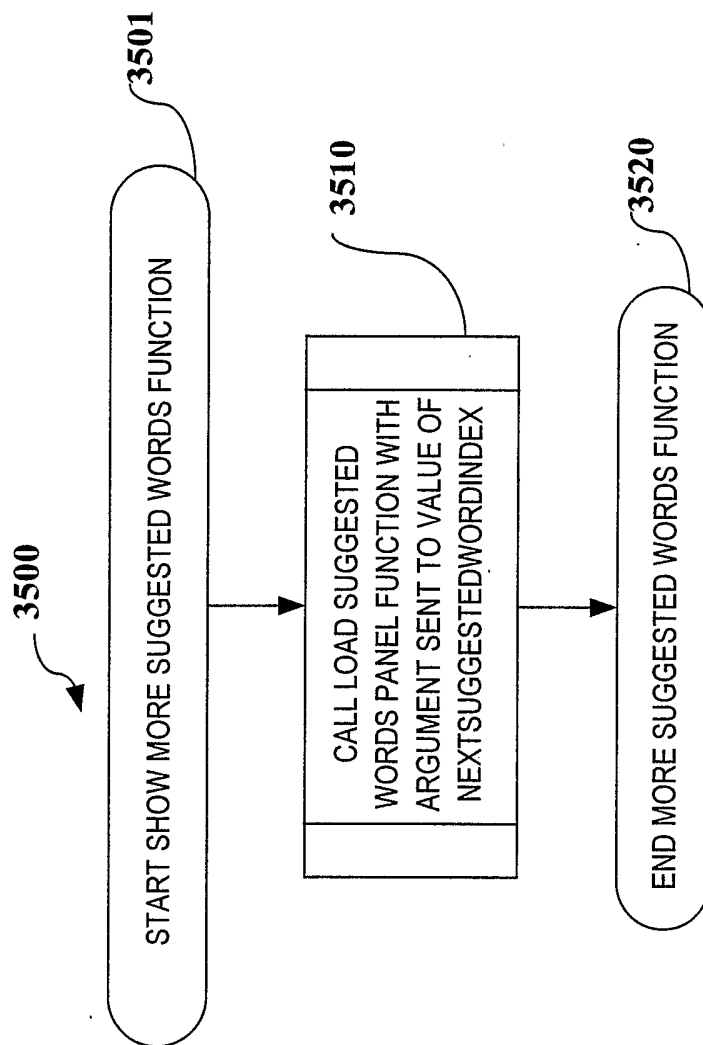 3500
3501
START SHOW MORE SUGGESTED WORDS FUNCTION
3510
CALL LOAD SUGGESTED
WORDS PANEL FUNCTION WITH
ARGUMENT SENT TO VALUE OF
NEXTSUGGESTEDWORDINDEX
3520
END MORE SUGGESTED WORDS FUNCTION